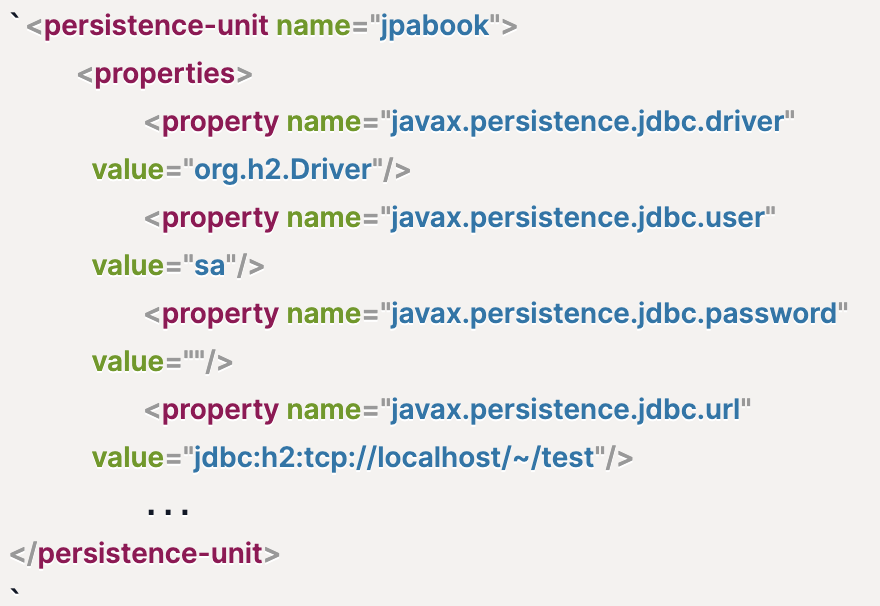 `<persistence-unit name="jpabook">
<properties>
<property name="javax.persistence.jdbc.driver"
value="org.h2.Driver"/>
<property name="javax.persistence.jdbc.user"
value="sa"/>
<property name="javax.persistence.jdbc.password"
value=""/>
<property name="javax.persistence.jdbc.url"
value="jdbc:h2:tcp://localhost/~/test"/>
...
</persistence-unit>
`